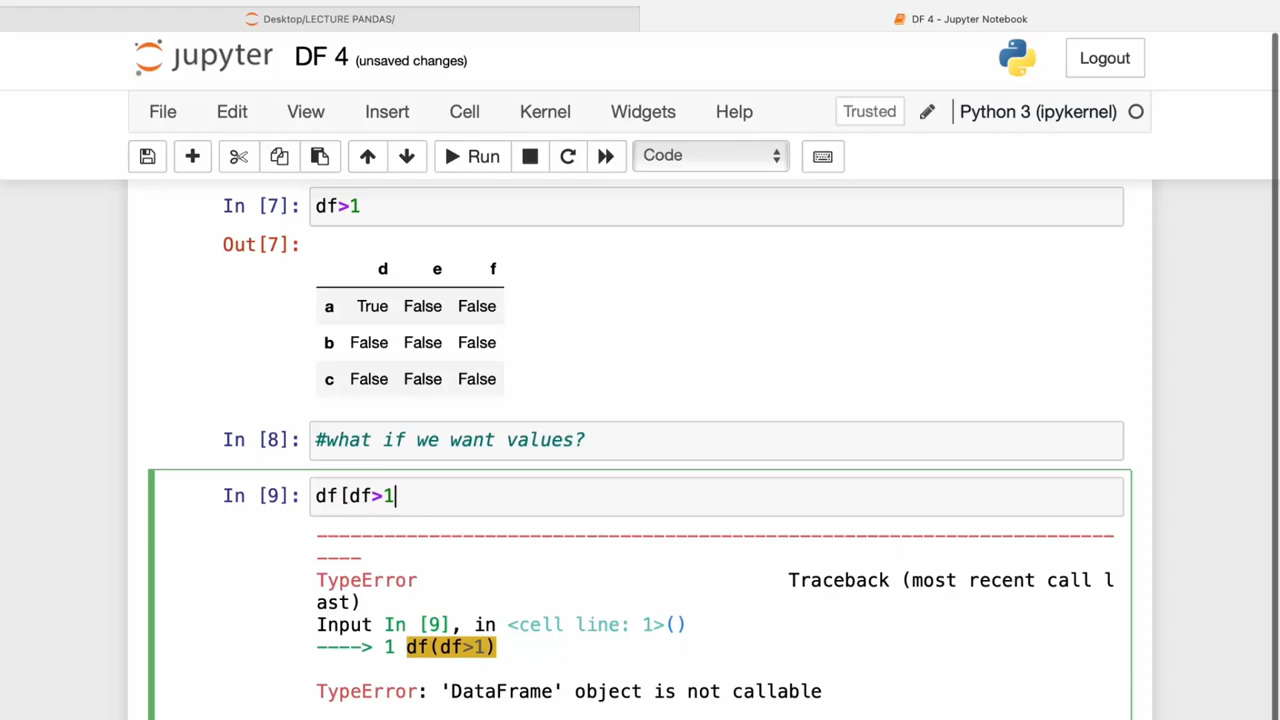 Desktop/LECTURE PANDAS/
DF 4 - Jupyter Notebook
jupyter DF 4 (unsaved changes)
Logout
File Edit View Insert Cell Kernel Widgets Help
Trusted
Python 3 (ipykernel)
Run
Code
In [7]: df>1
Out[7]:
d e f
a True False False
b False False False
c False False False
In [8]: #what if we want values?
In [9]: df[df>1
---------------------------------------------------------------------------
----
TypeError Traceback (most recent call l
ast)
Input In [9], in <cell line: 1>()
----> 1 df(df>1)
TypeError: 'DataFrame' object is not callable